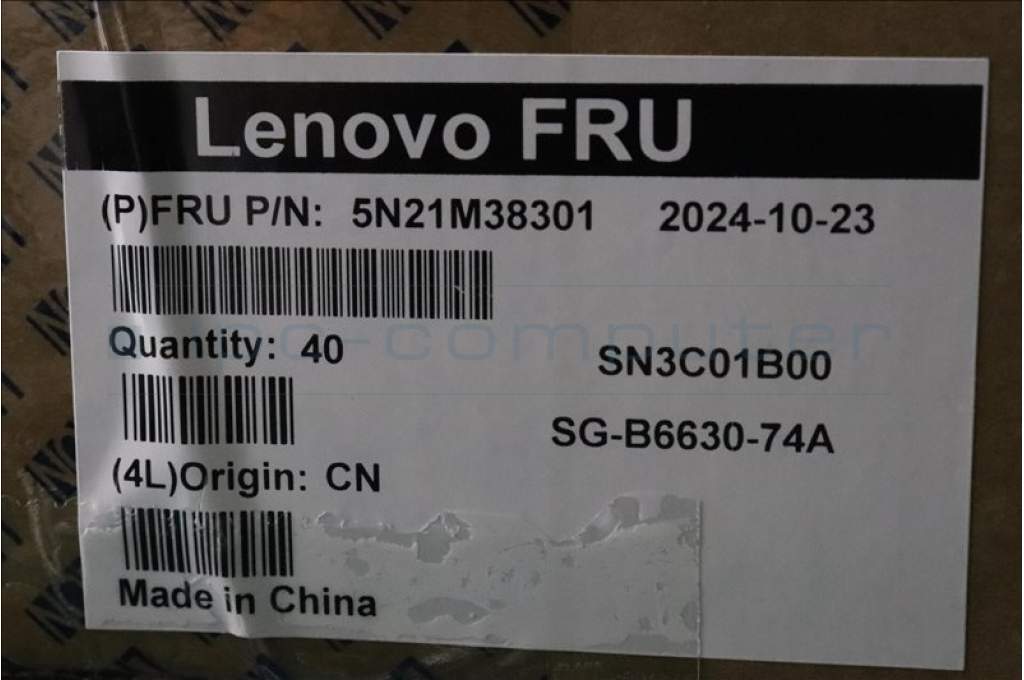 Lenovo FRU
(P)FRU P/N: 5N21M38301 2024-10-23
Quantity: 40
SN3C01B00
SG-B6630-74A
(4L)Origin: CN
Made in China